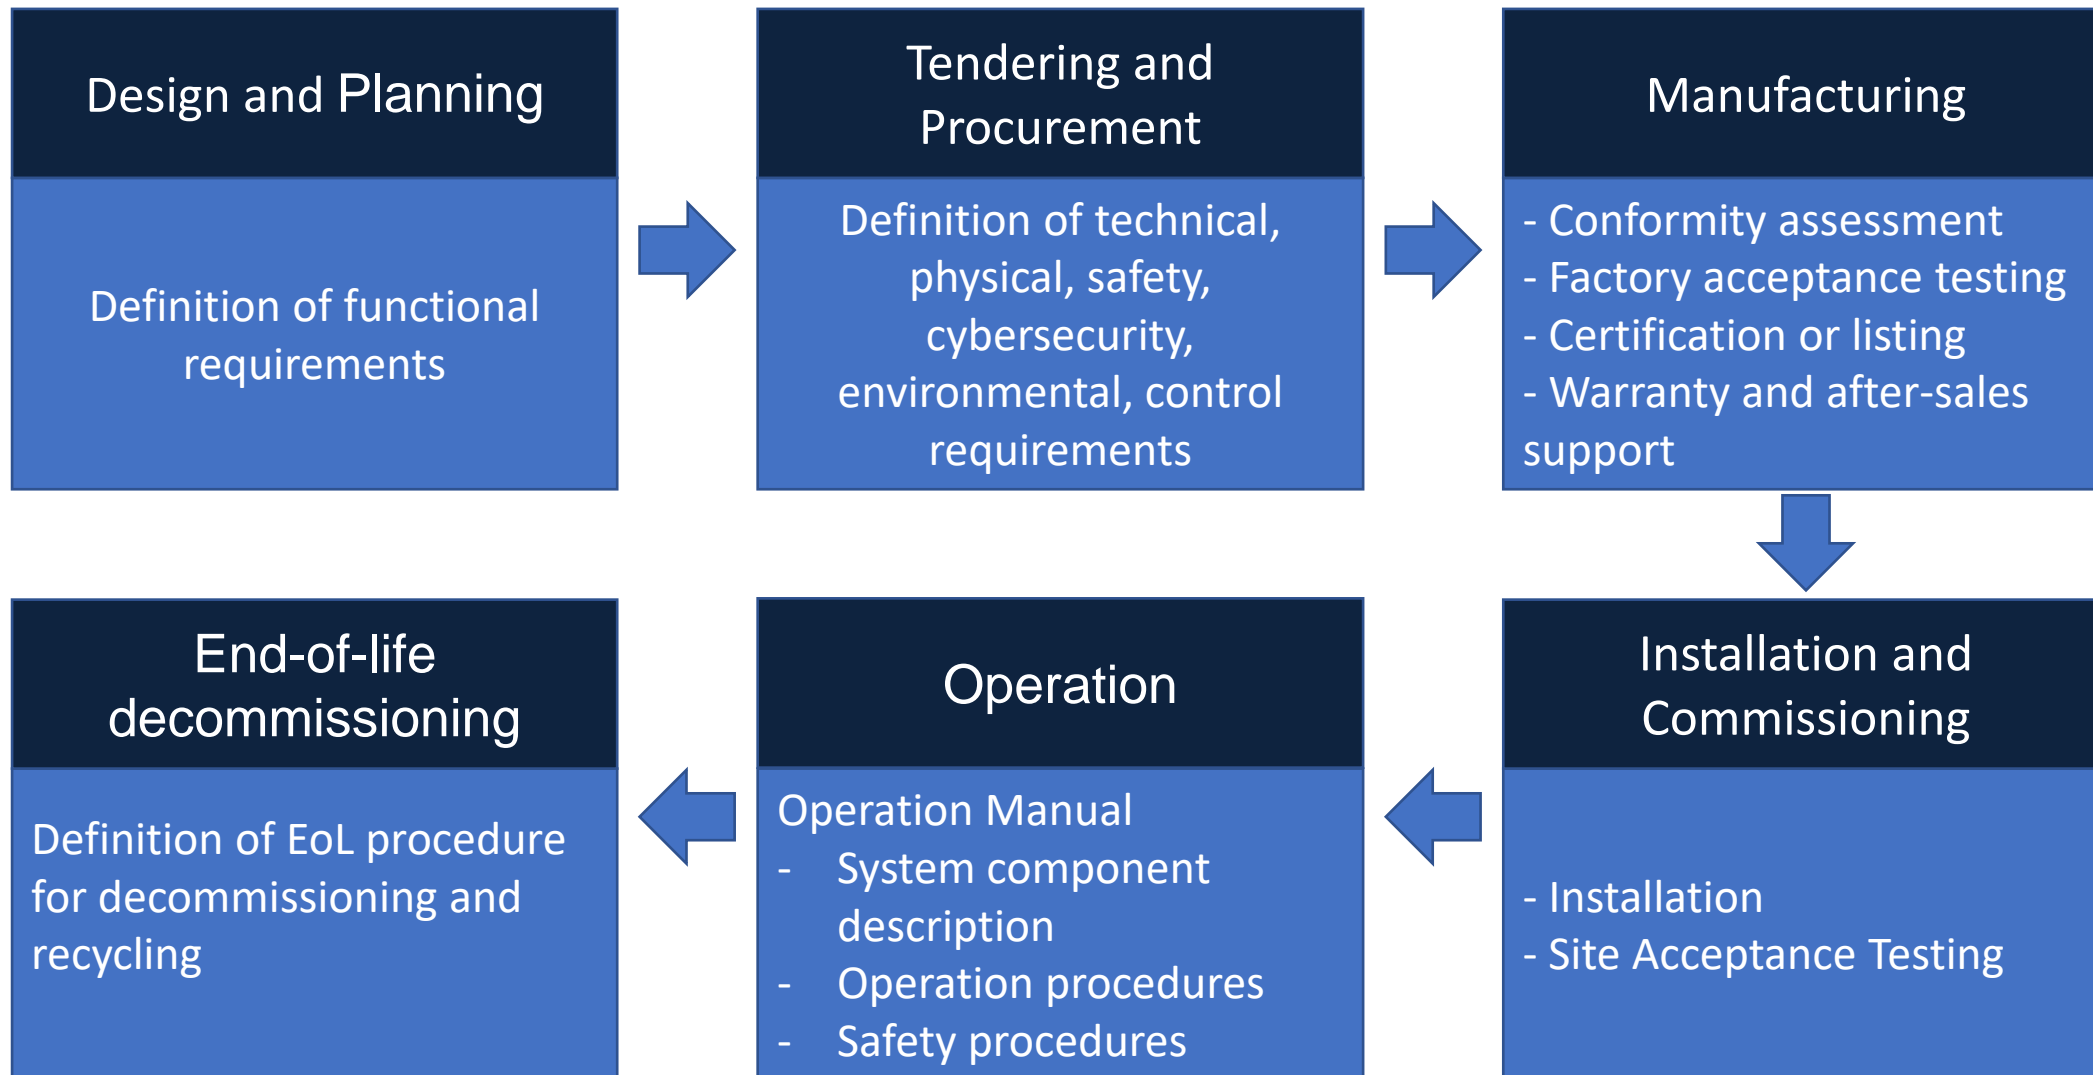 Design and Planning
Definition of functional
requirements
Tendering and
Procurement
Definition of technical,
physical, safety,
cybersecurity,
environmental, control
requirements
Manufacturing
- Conformity assessment
- Factory acceptance testing
- Certification or listing
- Warranty and after-sales
support
Installation and
Commissioning
- Installation
- Site Acceptance Testing
Operation
Operation Manual
- System component
description
- Operation procedures
- Safety procedures
End-of-life
decommissioning
Definition of EoL procedure
for decommissioning and
recycling